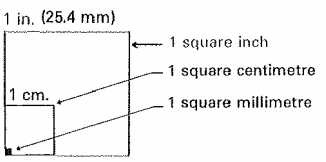 1 in. (25.4 mm)
1 square inch
1 square centimetre
1 cm.
1 square millimetre